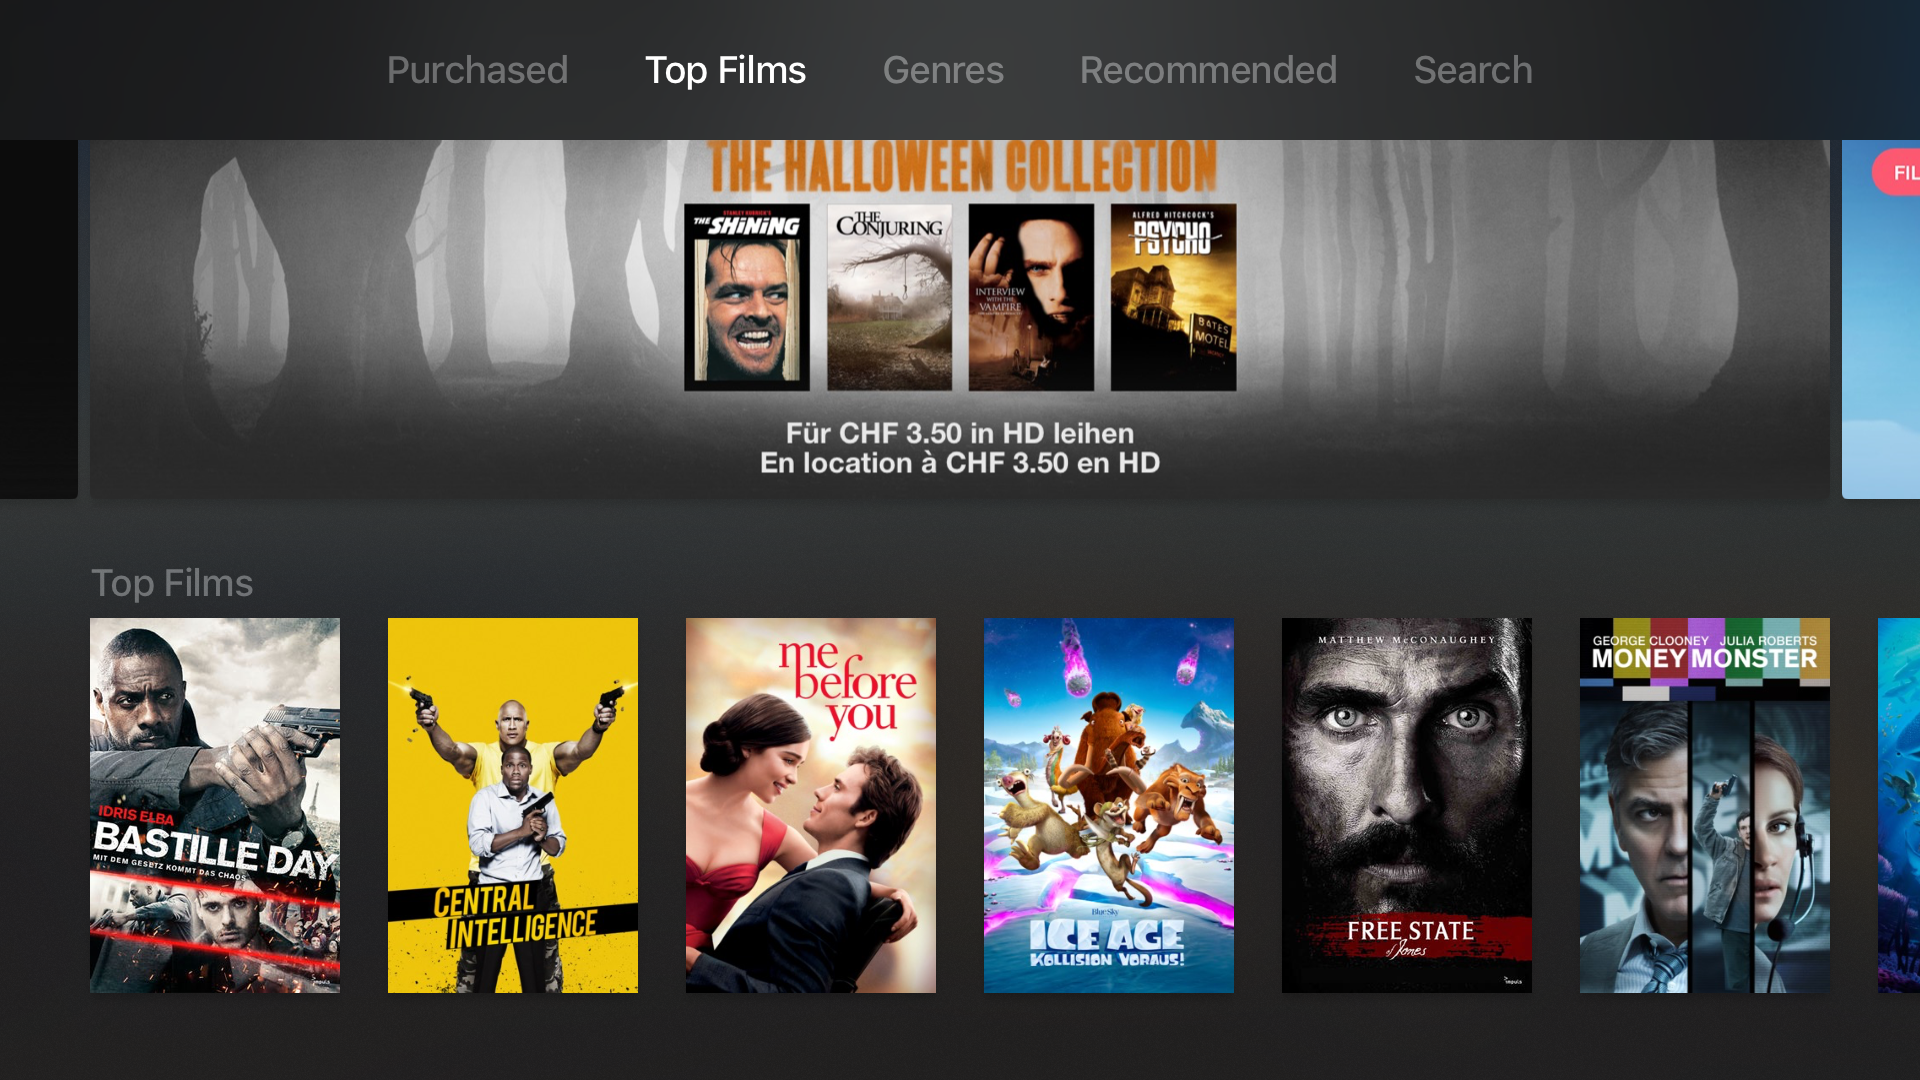 Purchased
Top Films
Genres
Recommended
Search
THE HALLOWEEN COLLECTION
FIL
STANLEY KUBRICK'S
THE SHiNiNG
THE CONJURING
INTERVIEW
WITH THE
VAMPIRE
ALFRED HITCHCOCK'S
PSYCHO
BATES
MOTEL
Für CHF 3.50 in HD leihen
En location à CHF 3.50 en HD
Top Films
IDRIS ELBA
BASTILLE DAY
MIT DEM GESETZ KOMMT DAS CHAOS
impuls
CENTRAL
INTELLIGENCE
me
before
you
BlueSky
ICE AGE
KOLLISION VORAUS!
MATTHEW McCONAUGHEY
FREE STATE
of Jones
impuls
GEORGE CLOONEY JULIA ROBERTS
MONEY MONSTER